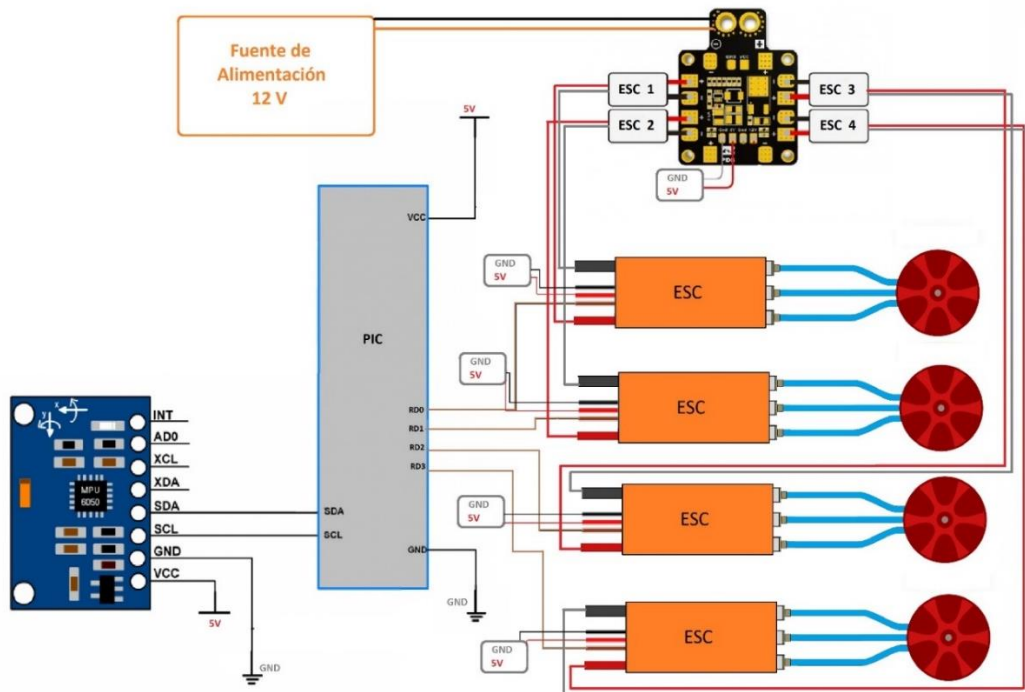 Fuente de
Alimentación
12 V
ESC 1
ESC 2
ESC 3
ESC 4
GND
5V
5V
PIC
VCC
RD0
RD1
RD2
RD3
SDA
SCL
GND
GND
MPU
6050
x
y
INT
AD0
XCL
XDA
SDA
SCL
GND
VCC
5V
GND
GND
5V
ESC
GND
5V
ESC
GND
5V
ESC
GND
5V
ESC